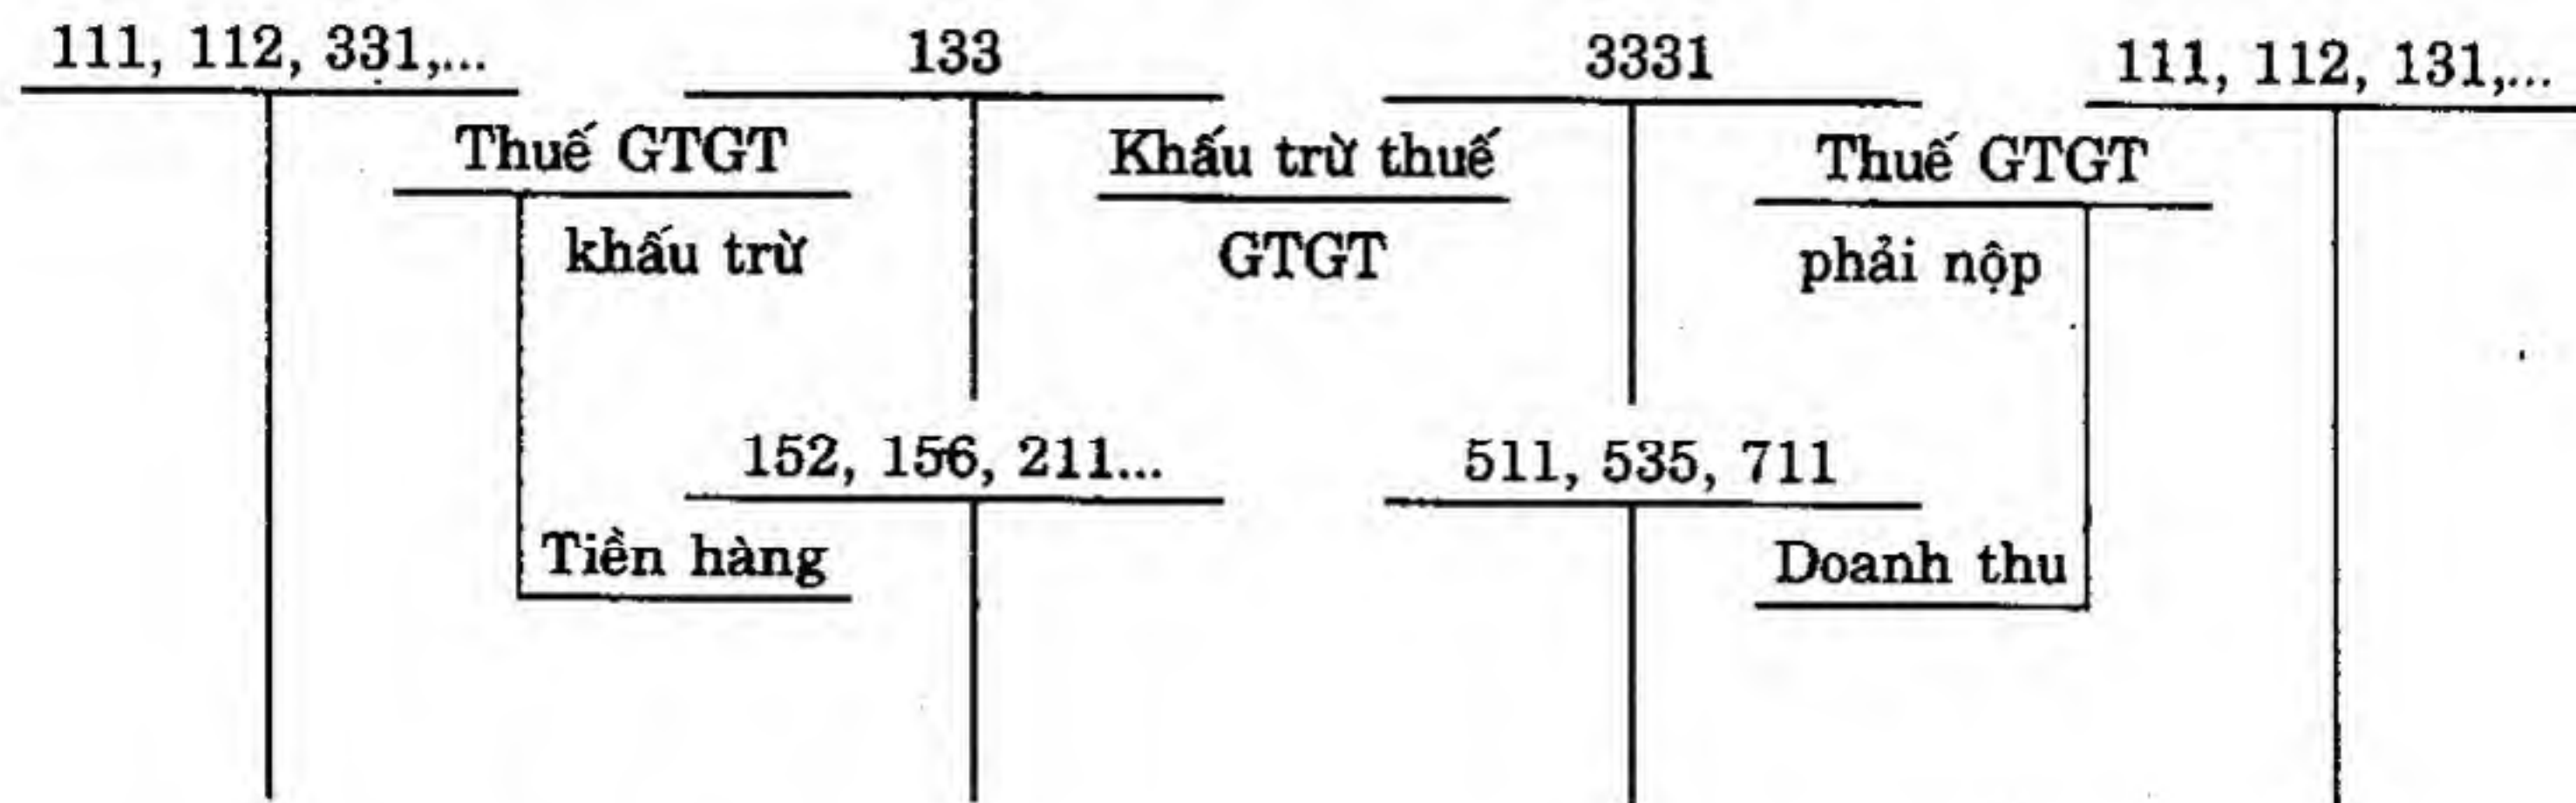 111, 112, 331,...
133
3331
111, 112, 131,...
Thuế GTGT
khấu trừ
Khấu trừ thuế
GTGT
Thuế GTGT
phải nộp
152, 156, 211...
511, 535, 711
Tiền hàng
Doanh thu